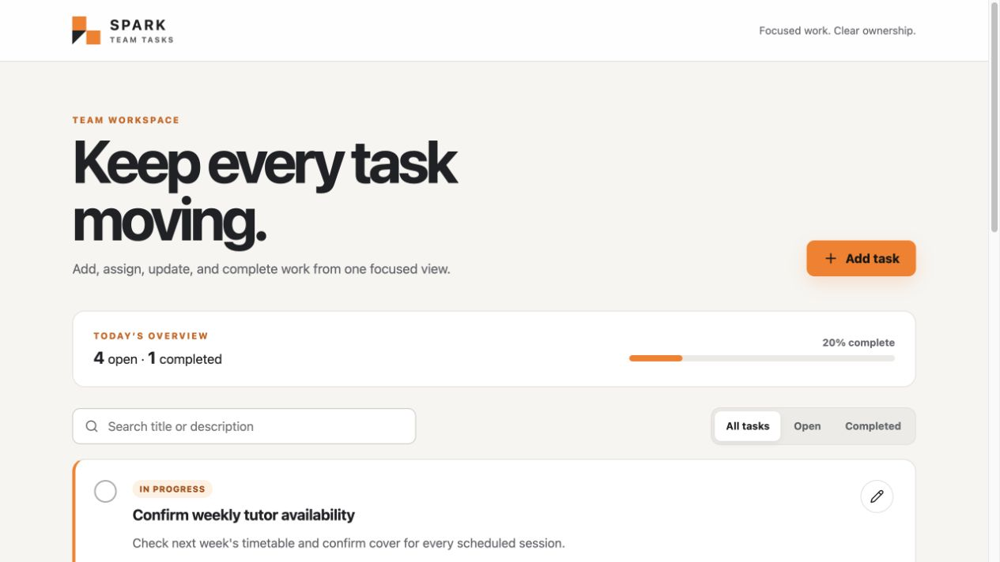 SPARK
TEAM TASKS
Focused work. Clear ownership.
TEAM WORKSPACE
Keep every task
moving.
Add, assign, update, and complete work from one focused view.
+ Add task
TODAY'S OVERVIEW
4 open · 1 completed
20% complete
Search title or description
All tasks
Open
Completed
IN PROGRESS
Confirm weekly tutor availability
Check next week's timetable and confirm cover for every scheduled session.